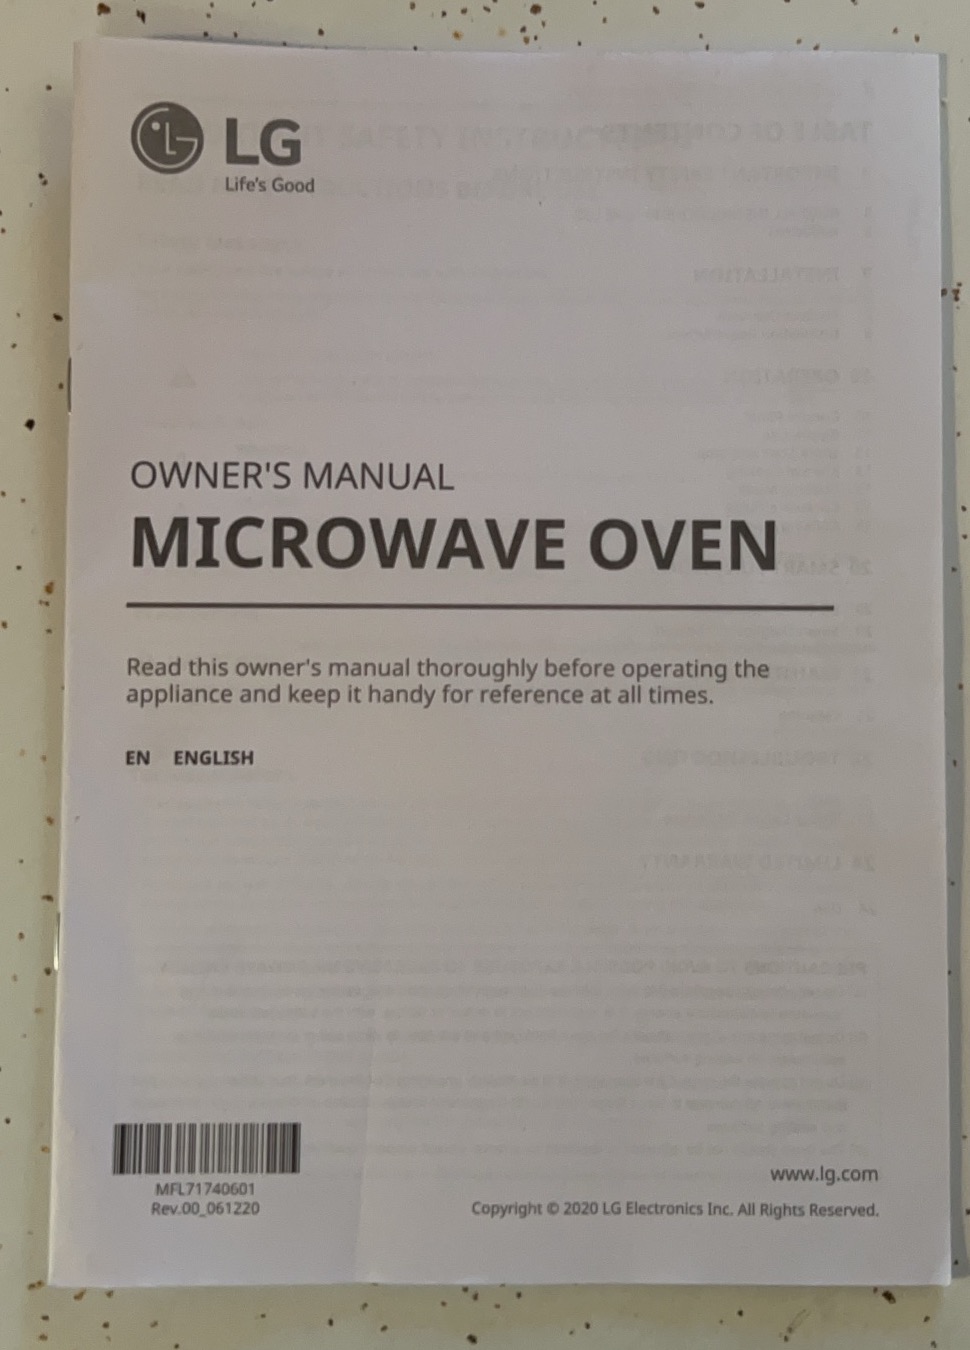 LG
Life's Good
OWNER'S MANUAL
MICROWAVE OVEN
Read this owner's manual thoroughly before operating the
appliance and keep it handy for reference at all times.
EN ENGLISH
MFL71740601
Rev.00_061220
www.lg.com
Copyright © 2020 LG Electronics Inc. All Rights Reserved.